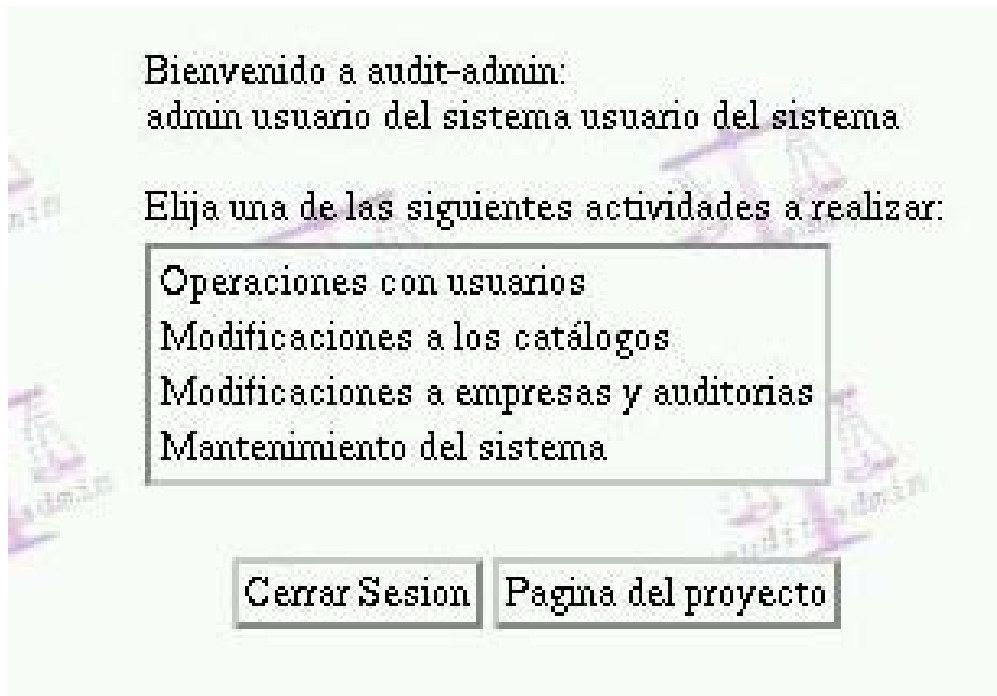 Bienvenido a audit-admin:
admin usuario del sistema usuario del sistema
Elija una de las siguientes actividades a realizar:
Operaciones con usuarios
Modificaciones a los catálogos
Modificaciones a empresas y auditorias
Mantenimiento del sistema
Cerrar Sesion
Pagina del proyecto